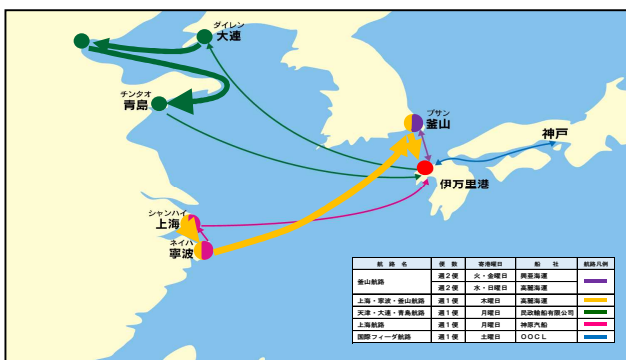 ダイレン
大連
チンタオ
青島
プサン
釜山
神戸
伊万里港
シャンハイ
上海
ネイハ
寧波
航路名 便数 寄港曜日 船社 航路凡例
釜山航路 週2便 火・金曜日 興亜海運
週2便 水・日曜日 高麗海運
上海・寧波・釜山航路 週1便 木曜日 高麗海運
天津・大連・青島航路 週1便 月曜日 民政輪船有限公司
上海航路 週1便 月曜日 神原汽船
国際フィーダ航路 週1便 土曜日 OOCL